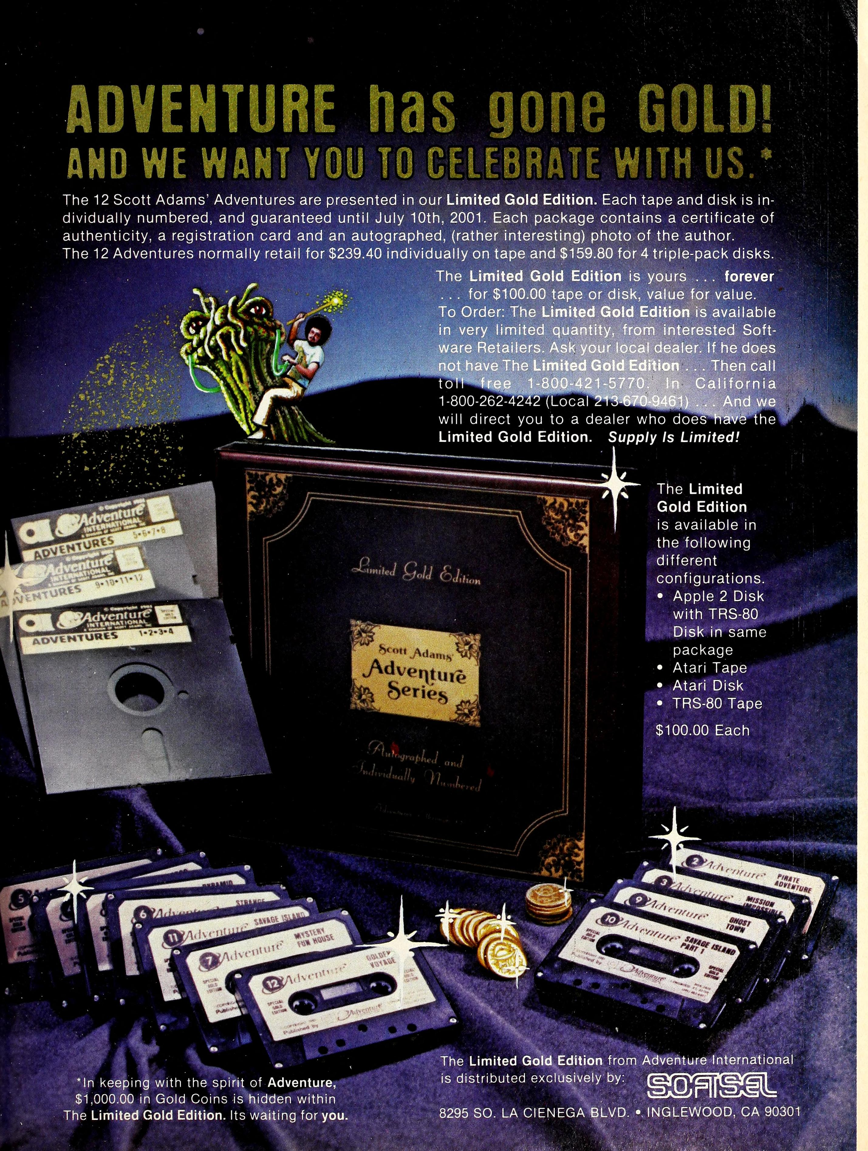 ADVENTURE has gone GOLD!
AND WE WANT YOU TO CELEBRATE WITH US.*
The 12 Scott Adams' Adventures are presented in our Limited Gold Edition. Each tape and disk is in-
dividually numbered, and guaranteed until July 10th, 2001. Each package contains a certificate of
authenticity, a registration card and an autographed, (rather interesting) photo of the author.
The 12 Adventures normally retail for $239.40 individually on tape and $159.80 for 4 triple-pack disks.
The Limited Gold Edition is yours ... forever
... for $100.00 tape or disk, value for value.
To Order: The Limited Gold Edition is available
in very limited quantity, from interested Soft-
ware Retailers. Ask your local dealer. If he does
not have The Limited Gold Edition ... Then call
toll free 1-800-421-5770. In California
1-800-262-4242 (Local 213-670-9461) ... And we
will direct you to a dealer who does have the
Limited Gold Edition. Supply Is Limited!
The Limited
Gold Edition
is available in
the following
different
configurations.
• Apple 2 Disk
with TRS-80
Disk in same
package
• Atari Tape
• Atari Disk
• TRS-80 Tape
$100.00 Each
Adventure
INTERNATIONAL
ADVENTURES 5•6•7•8
Adventure
INTERNATIONAL
ADVENTURES 9•10•11•12
Adventure
INTERNATIONAL
ADVENTURES 1•2•3•4
Limited Gold Edition
Scott Adams'
Adventure
Series
Autographed and
Individually Numbered
5
6
11 Adventure SAVAGE ISLAND
7 Adventure MYSTERY
FUN HOUSE
12 Adventure GOLDEN
VOYAGE
SPECIAL
GOLD
EDITION
Published by Adventure
2 Adventure PIRATE
ADVENTURE
3 Adventure MISSION
IMPOSSIBLE
9 Adventure GHOST
TOWN
10 Adventure SAVAGE ISLAND
PART 1
SPECIAL
GOLD
EDITION
Published by Adventure
*In keeping with the spirit of Adventure,
$1,000.00 in Gold Coins is hidden within
The Limited Gold Edition. Its waiting for you.
The Limited Gold Edition from Adventure International
is distributed exclusively by: SOFTSEL
8295 SO. LA CIENEGA BLVD. • INGLEWOOD, CA 90301